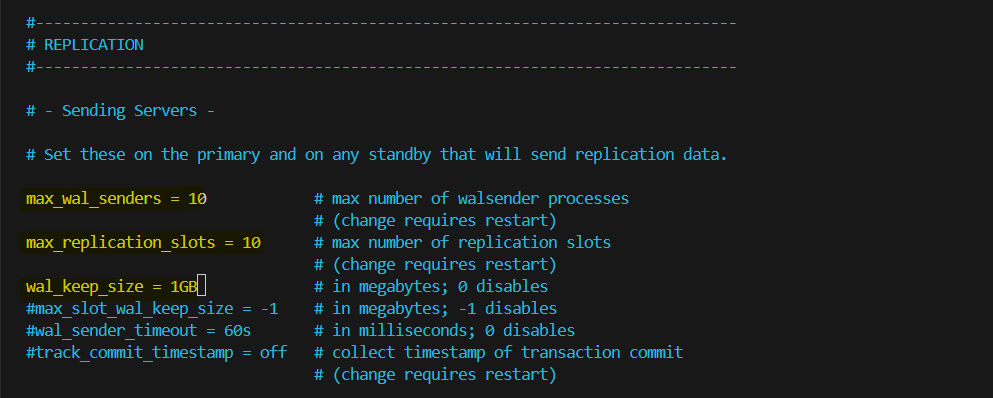 #------------------------------------------------------------------------------
# REPLICATION
#------------------------------------------------------------------------------
# - Sending Servers -
# Set these on the primary and on any standby that will send replication data.
max_wal_senders = 10            # max number of walsender processes
                                # (change requires restart)
max_replication_slots = 10      # max number of replication slots
                                # (change requires restart)
wal_keep_size = 1GB             # in megabytes; 0 disables
#max_slot_wal_keep_size = -1    # in megabytes; -1 disables
#wal_sender_timeout = 60s       # in milliseconds; 0 disables
#track_commit_timestamp = off   # collect timestamp of transaction commit
                                # (change requires restart)